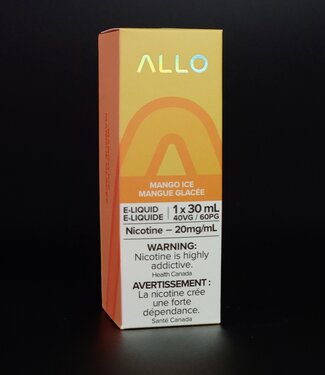 ALLO
MANGO ICE
MANGUE GLACÉE
E-LIQUID
E-LIQUIDE
1 x 30 mL
40VG / 60PG
Nicotine – 20mg/mL
WARNING:
Nicotine is highly
addictive.
Health Canada
AVERTISSEMENT :
La nicotine crée
une forte
dépendance.
Santé Canada